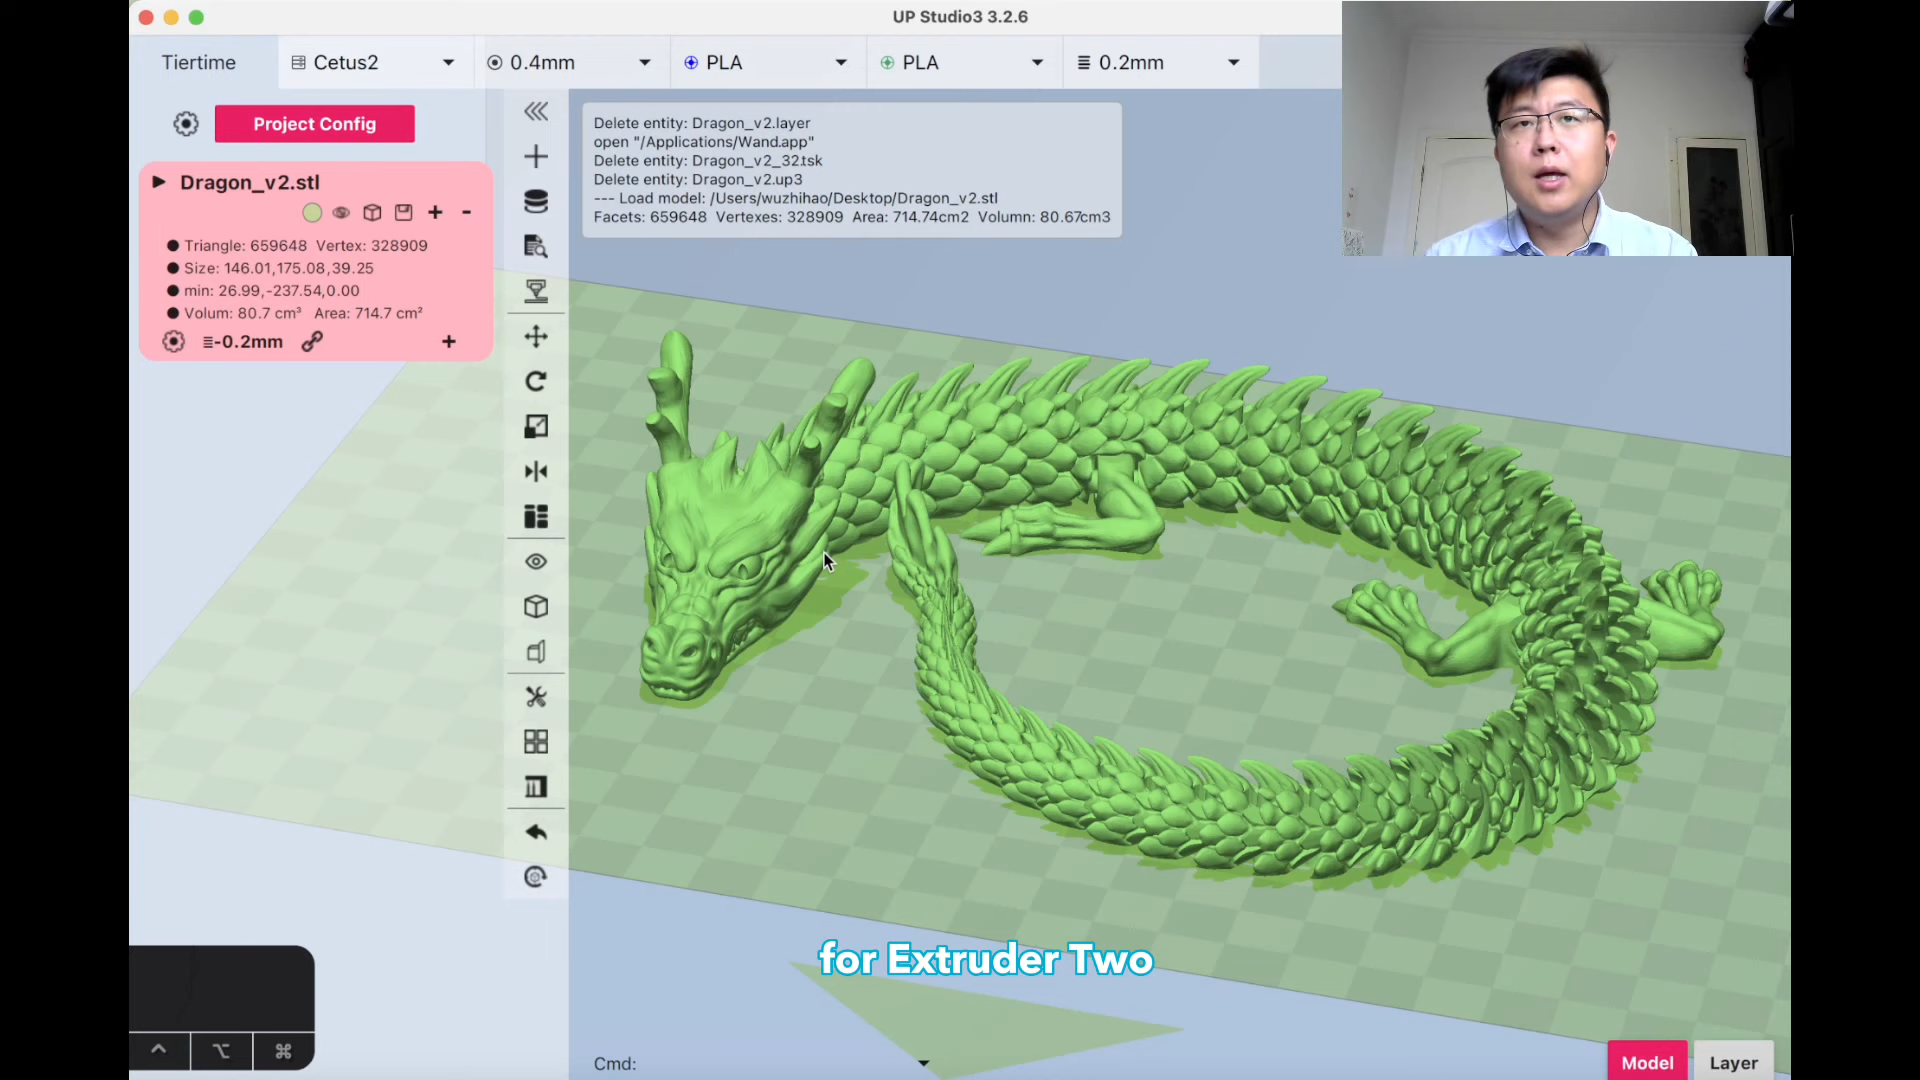 UP Studio3 3.2.6
Tiertime
Cetus2
0.4mm
PLA
PLA
0.2mm
Project Config
Dragon_v2.stl
Triangle: 659648 Vertex: 328909
Size: 146.01,175.08,39.25
min: 26.99,-237.54,0.00
Volum: 80.7 cm³ Area: 714.7 cm²
-0.2mm
Delete entity: Dragon_v2.layer
open "/Applications/Wand.app"
Delete entity: Dragon_v2_32.tsk
Delete entity: Dragon_v2.up3
--- Load model: /Users/wuzhihao/Desktop/Dragon_v2.stl
Facets: 659648 Vertexes: 328909 Area: 714.74cm2 Volumn: 80.67cm3
for Extruder Two
Cmd:
Model
Layer